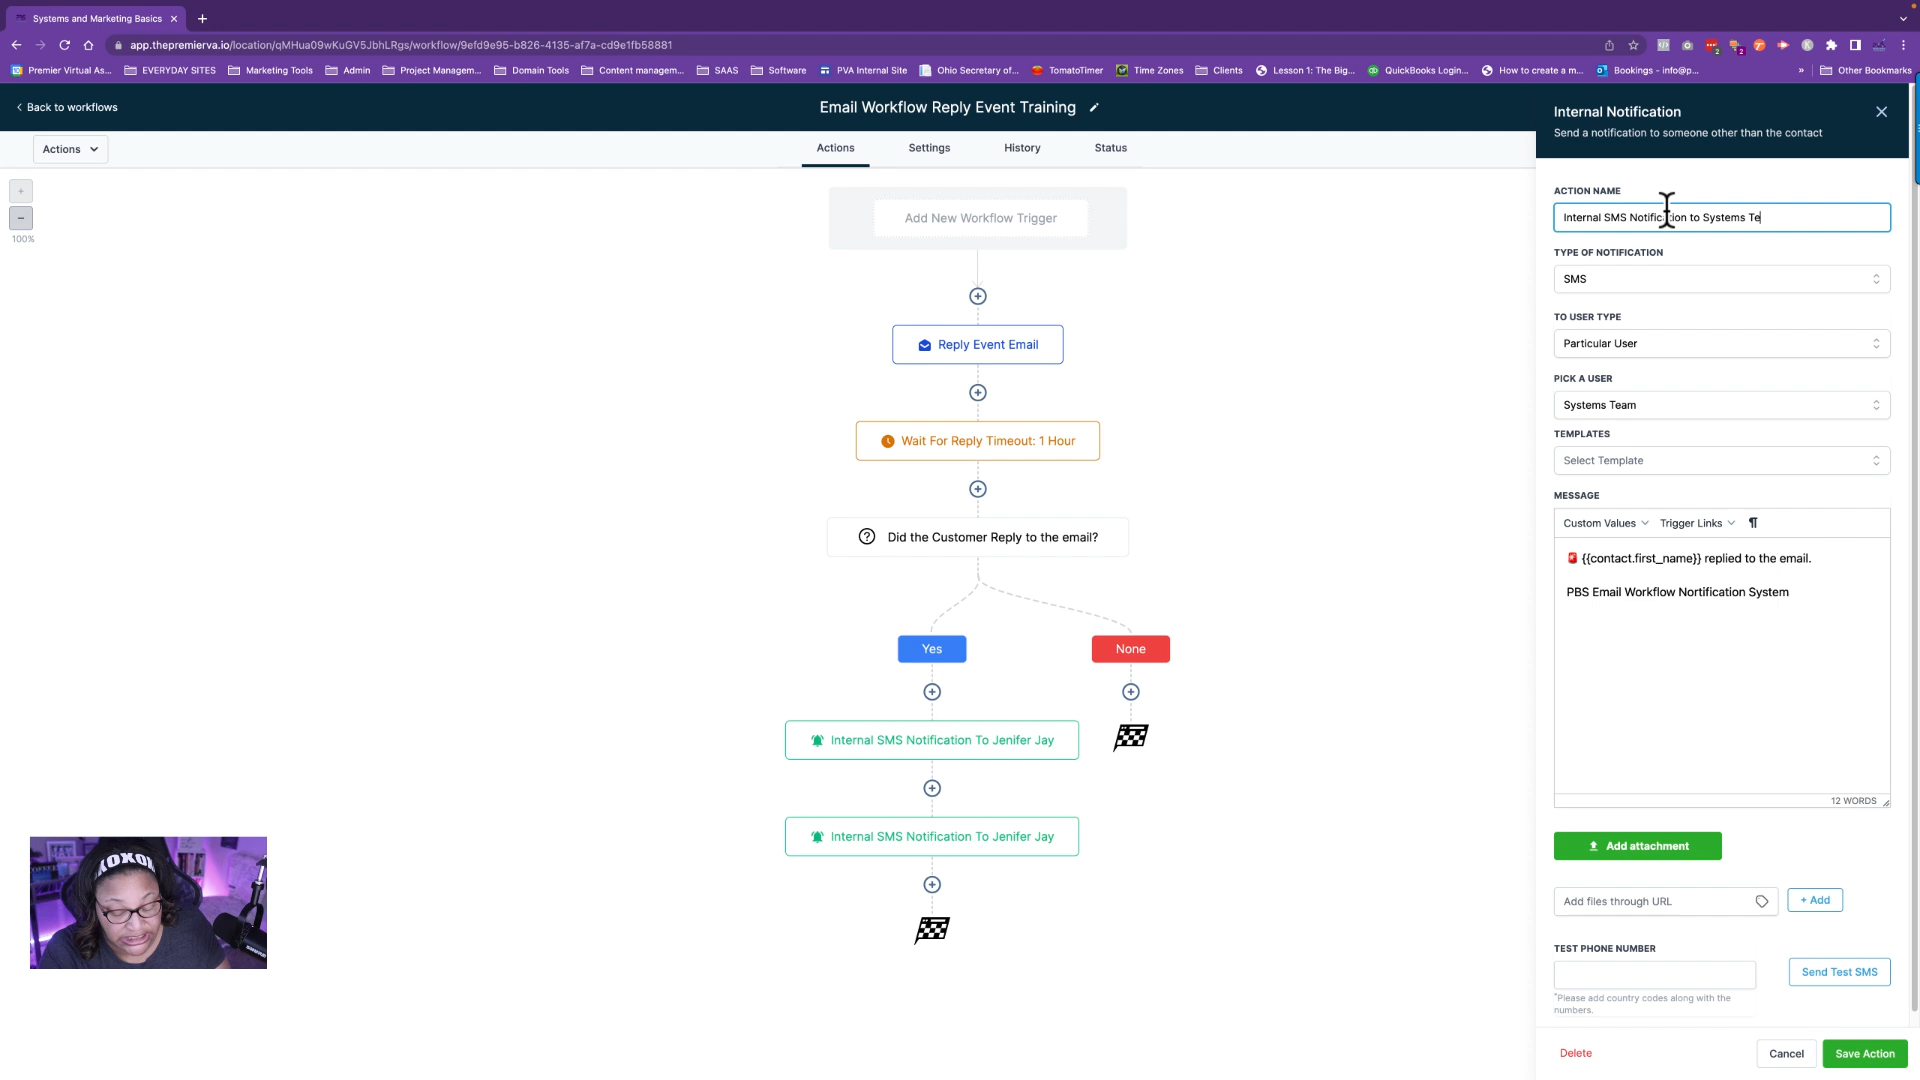 Systems and Marketing Basics
app.thepremierva.io/location/qMHua09wKuGV5JbhLRgs/workflow/9efd9e95-b826-4135-af7a-cd9e1fb58881
Premier Virtual As...
EVERYDAY SITES
Marketing Tools
Admin
Project Managem...
Domain Tools
Content managem...
SAAS
Software
PVA Internal Site
Ohio Secretary of...
TomatoTimer
Time Zones
Clients
Lesson 1: The Big...
QuickBooks Login...
How to create a m...
Bookings - info@p...
»
Other Bookmarks
Back to workflows
Email Workflow Reply Event Training
Actions
Actions
Settings
History
Status
+
−
100%
Add New Workflow Trigger
Reply Event Email
Wait For Reply Timeout: 1 Hour
Did the Customer Reply to the email?
Yes
None
Internal SMS Notification To Jenifer Jay
Internal SMS Notification To Jenifer Jay
XOXO
Internal Notification
Send a notification to someone other than the contact
ACTION NAME
Internal SMS Notification to Systems Te
TYPE OF NOTIFICATION
SMS
TO USER TYPE
Particular User
PICK A USER
Systems Team
TEMPLATES
Select Template
MESSAGE
Custom Values
Trigger Links
¶
🚨 {{contact.first_name}} replied to the email.
PBS Email Workflow Nortification System
12 WORDS
Add attachment
Add files through URL
+ Add
TEST PHONE NUMBER
Send Test SMS
*Please add country codes along with the
numbers.
Delete
Cancel
Save Action